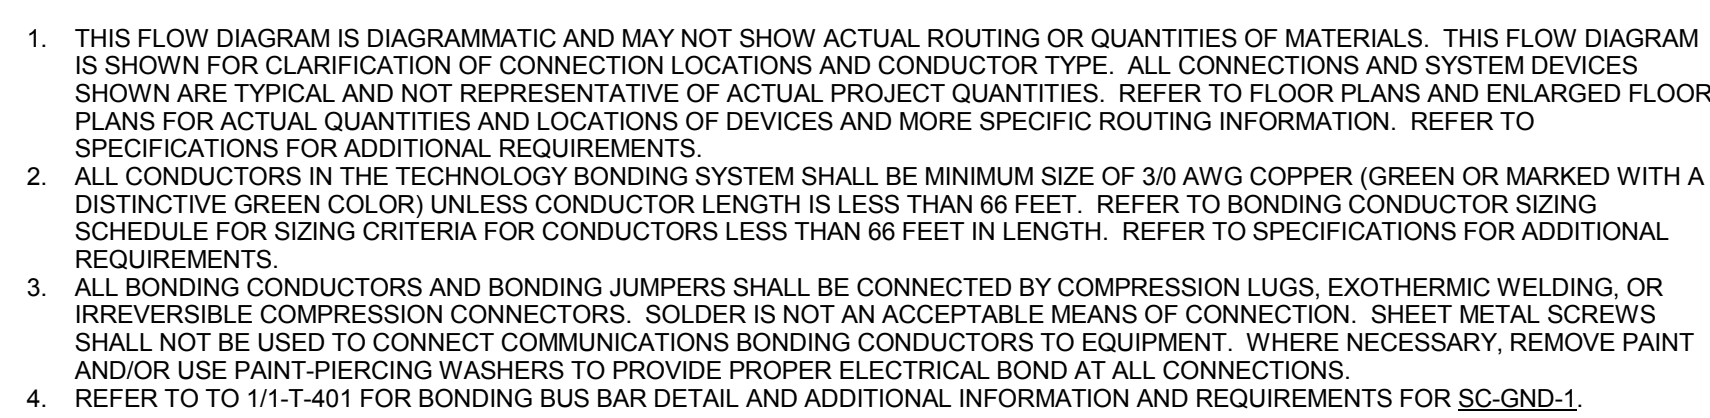 1. THIS FLOW DIAGRAM IS DIAGRAMMATIC AND MAY NOT SHOW ACTUAL ROUTING OR QUANTITIES OF MATERIALS. THIS FLOW DIAGRAM
IS SHOWN FOR CLARIFICATION OF CONNECTION LOCATIONS AND CONDUCTOR TYPE. ALL CONNECTIONS AND SYSTEM DEVICES
SHOWN ARE TYPICAL AND NOT REPRESENTATIVE OF ACTUAL PROJECT QUANTITIES. REFER TO FLOOR PLANS AND ENLARGED FLOOR
PLANS FOR ACTUAL QUANTITIES AND LOCATIONS OF DEVICES AND MORE SPECIFIC ROUTING INFORMATION. REFER TO
SPECIFICATIONS FOR ADDITIONAL REQUIREMENTS.
2. ALL CONDUCTORS IN THE TECHNOLOGY BONDING SYSTEM SHALL BE MINIMUM SIZE OF 3/0 AWG COPPER (GREEN OR MARKED WITH A
DISTINCTIVE GREEN COLOR) UNLESS CONDUCTOR LENGTH IS LESS THAN 66 FEET. REFER TO BONDING CONDUCTOR SIZING
SCHEDULE FOR SIZING CRITERIA FOR CONDUCTORS LESS THAN 66 FEET IN LENGTH. REFER TO SPECIFICATIONS FOR ADDITIONAL
REQUIREMENTS.
3. ALL BONDING CONDUCTORS AND BONDING JUMPERS SHALL BE CONNECTED BY COMPRESSION LUGS, EXOTHERMIC WELDING, OR
IRREVERSIBLE COMPRESSION CONNECTORS. SOLDER IS NOT AN ACCEPTABLE MEANS OF CONNECTION. SHEET METAL SCREWS
SHALL NOT BE USED TO CONNECT COMMUNICATIONS BONDING CONDUCTORS TO EQUIPMENT. WHERE NECESSARY, REMOVE PAINT
AND/OR USE PAINT-PIERCING WASHERS TO PROVIDE PROPER ELECTRICAL BOND AT ALL CONNECTIONS.
4. REFER TO TO 1/1-T-401 FOR BONDING BUS BAR DETAIL AND ADDITIONAL INFORMATION AND REQUIREMENTS FOR SC-GND-1.